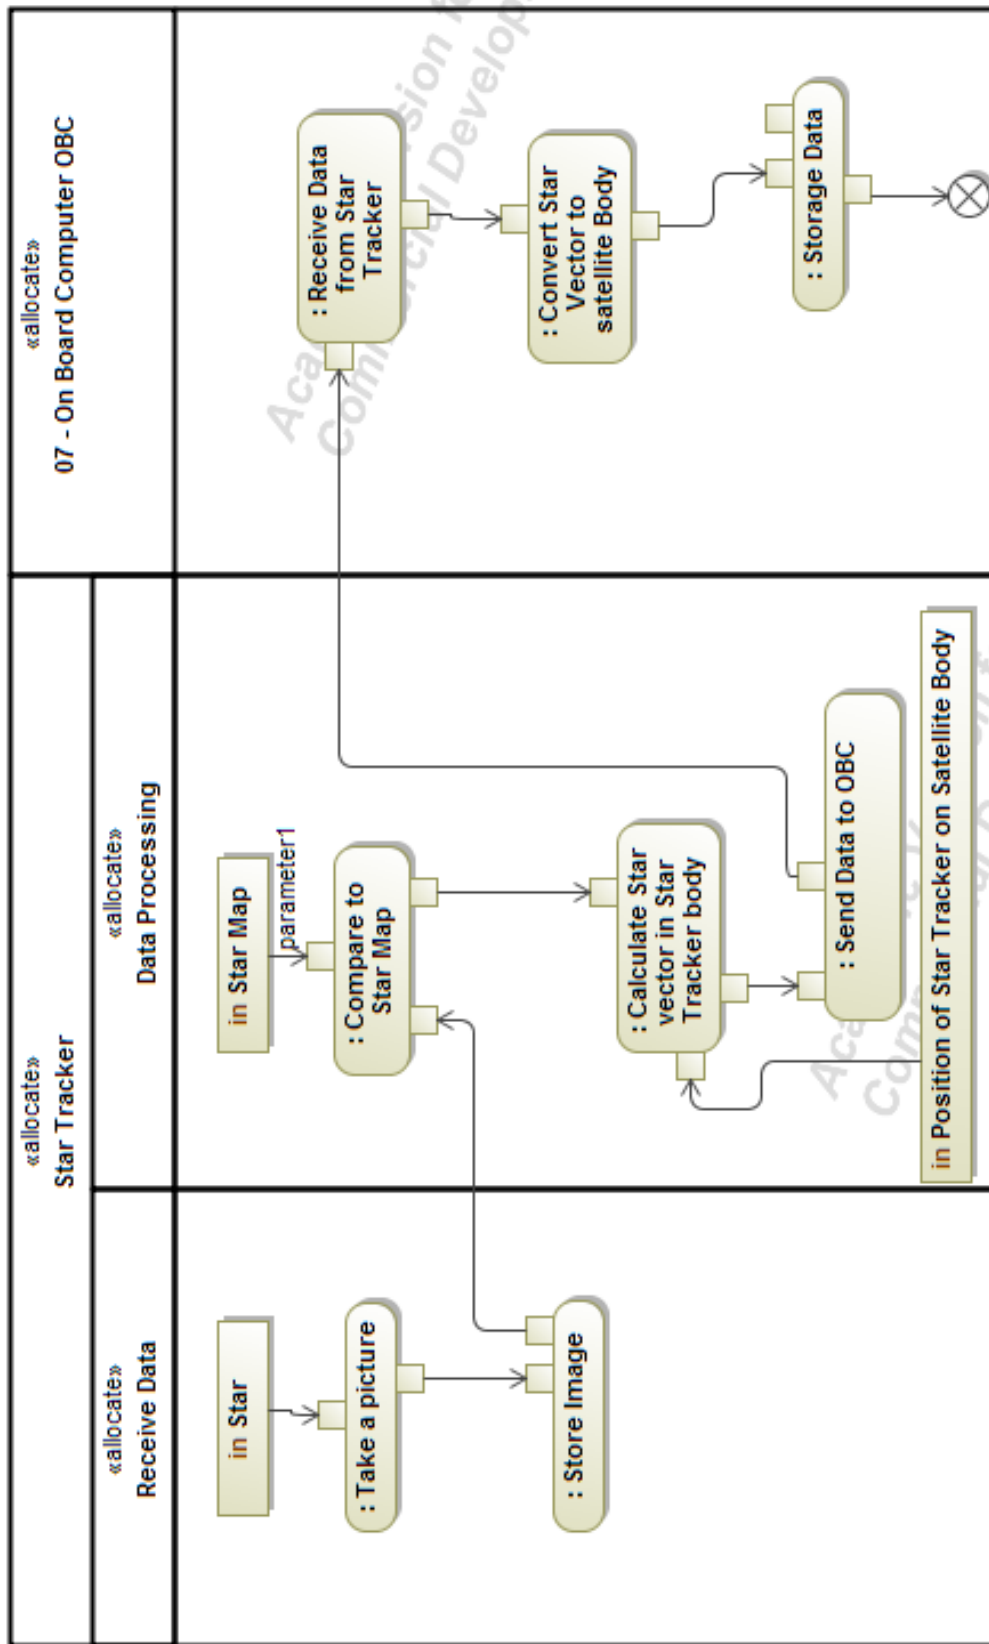 «allocate»
Star Tracker
«allocate»
07 - On Board Computer OBC
«allocate»
Receive Data
«allocate»
Data Processing
in Star
: Take a picture
: Store Image
in Star Map
parameter1
: Compare to
Star Map
: Calculate Star
vector in Star
Tracker body
: Send Data to OBC
in Position of Star Tracker on Satellite Body
: Receive Data
from Star
Tracker
: Convert Star
Vector to
satellite Body
: Storage Data